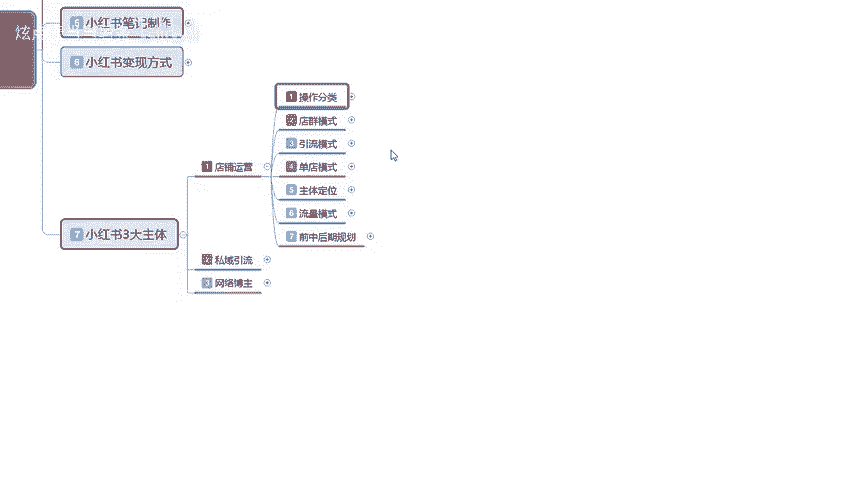 5 小红书笔记制作
6 小红书变现方式
1 操作分类
2 店群模式
3 引流模式
1 店铺运营
4 单店模式
5 主体定位
6 流量模式
7 小红书3大主体
7 前中后期规划
2 私域引流
3 网络博主